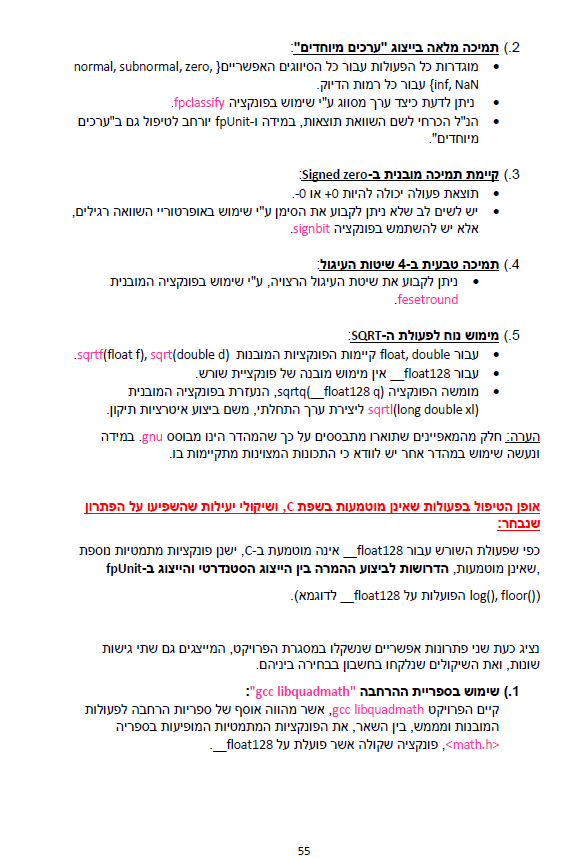 2.) תמיכה מלאה בייצוג "ערכים מיוחדים":
• מוגדרות כל הפעולות עבור כל הסיווגים האפשריים{ normal, subnormal, zero,
inf, NaN} עבור כל רמות הדיוק.
• ניתן לדעת כיצד ערך מסווג ע"י שימוש בפונקציה fpclassify.
• הנ"ל הכרחי לשם השוואת תוצאות, במידה ו-fpUnit יורחב לטיפול גם ב"ערכים
מיוחדים".
3.) קיימת תמיכה מובנית ב-Signed zero:
• תוצאת פעולה יכולה להיות 0+ או 0-.
• יש לשים לב שלא ניתן לקבוע את הסימן ע"י שימוש באופרטוריי השוואה רגילים,
אלא יש להשתמש בפונקציה signbit.
4.) תמיכה טבעית ב-4 שיטות העיגול:
• ניתן לקבוע את שיטת העיגול הרצויה, ע"י שימוש בפונקציה המובנית
fesetround.
5.) מימוש נוח לפעולת ה-SQRT:
• עבור float, double קיימות הפונקציות המובנות sqrtf(float f), sqrt(double d).
• עבור __float128 אין מימוש מובנה של פונקציית שורש.
• מומשה הפונקציה sqrtq(__float128 q), הנעזרת בפונקציה המובנית
sqrtl(long double xl) ליצירת ערך התחלתי, משם ביצוע איטרציות תיקון.
הערה: חלק מהמאפיינים שתוארו מתבססים על כך שהמהדר הינו מבוסס gnu. במידה
ונעשה שימוש במהדר אחר יש לוודא כי התכונות המצוינות מתקיימות בו.
אופן הטיפול בפעולות שאינן מוטמעות בשפת C, ושיקולי יעילות שהשפיעו על הפתרון
שנבחר:
כפי שפעולת השורש עבור __float128 אינה מוטמעת ב-C, ישנן פונקציות מתמטיות נוספת
,שאינן מוטמעות, הדרושות לביצוע ההמרה בין הייצוג הסטנדרטי והייצוג ב-fpUnit
(log(), floor() הפועלות על __float128 לדוגמא).
נציג כעת שני פתרונות אפשריים שנשקלו במסגרת הפרויקט, המייצגים גם שתי גישות
שונות, ואת השיקולים שנלקחו בחשבון בבחירה ביניהם.
1.) שימוש בספריית ההרחבה "gcc libquadmath":
קיים הפרויקט gcc libquadmath, אשר מהווה אוסף של ספריות הרחבה לפעולות
המובנות ומממש, בין השאר, את הפונקציות המתמטיות המופיעות בספריה
<math.h>, פונקציה שקולה אשר פועלת על __float128.
55